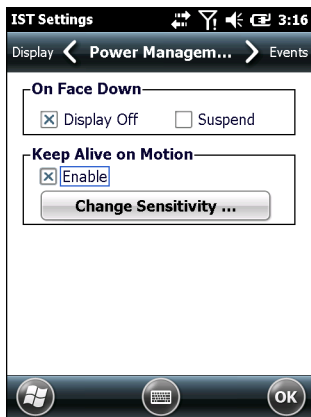 IST Settings 3:16
Display Power Managem... Events
On Face Down
Display Off Suspend
Keep Alive on Motion
Enable
Change Sensitivity ...
OK